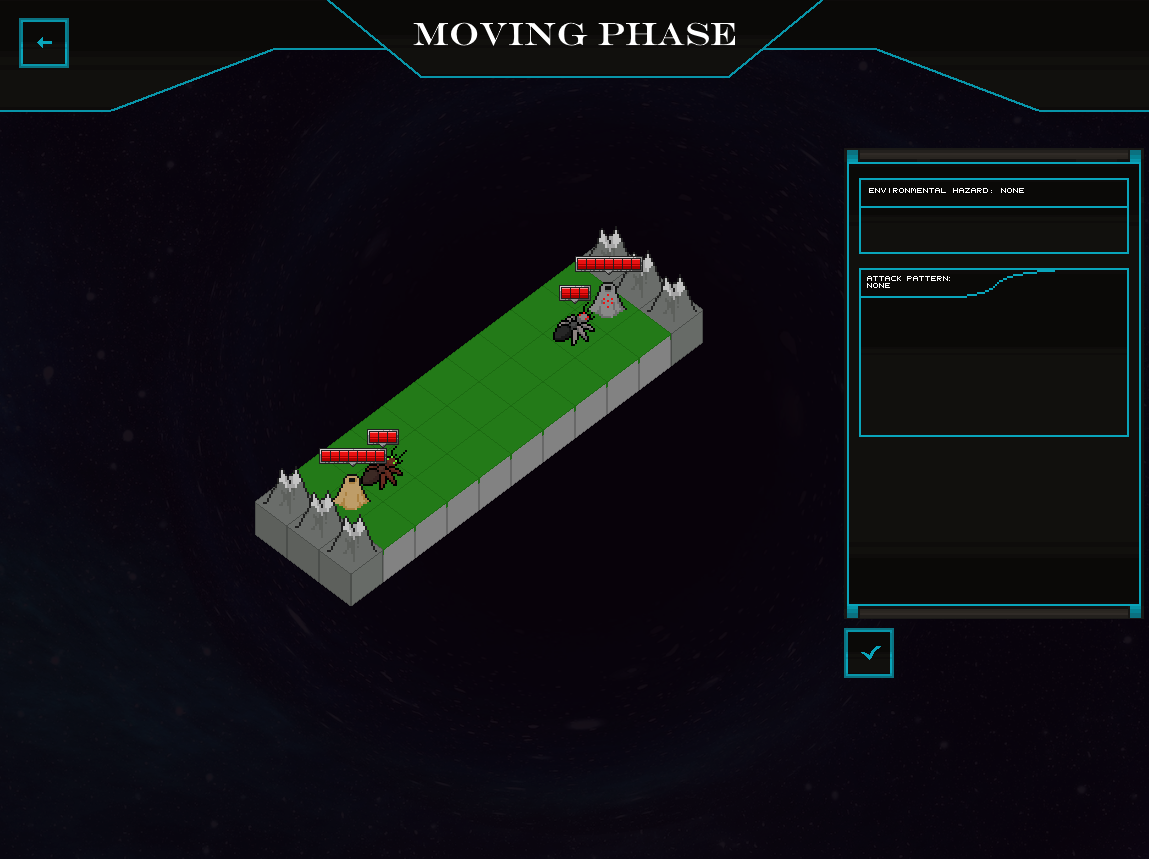 MOVING PHASE
ENVIRONMENTAL HAZARD: NONE
ATTACK PATTERN:
NONE